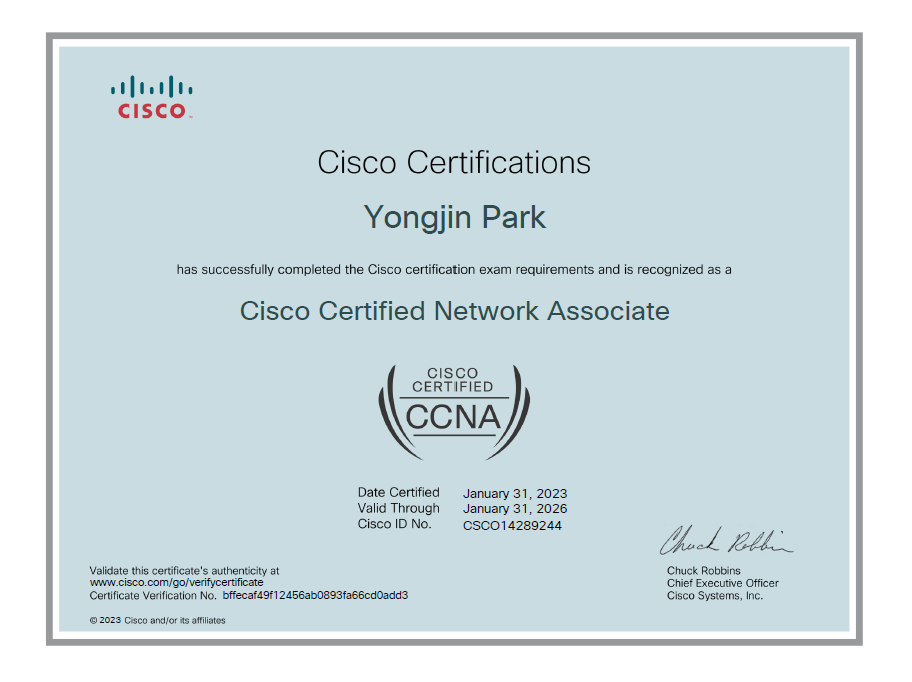 CISCO
Cisco Certifications
Yongjin Park
has successfully completed the Cisco certification exam requirements and is recognized as a
Cisco Certified Network Associate
CISCO
CERTIFIED
CCNA
Date Certified January 31, 2023
Valid Through January 31, 2026
Cisco ID No. CSCO14289244
Chuck Robbins
Validate this certificate's authenticity at
www.cisco.com/go/verifycertificate
Certificate Verification No. bffecaf49f12456ab0893fa66cd0add3
Chuck Robbins
Chief Executive Officer
Cisco Systems, Inc.
© 2023 Cisco and/or its affiliates